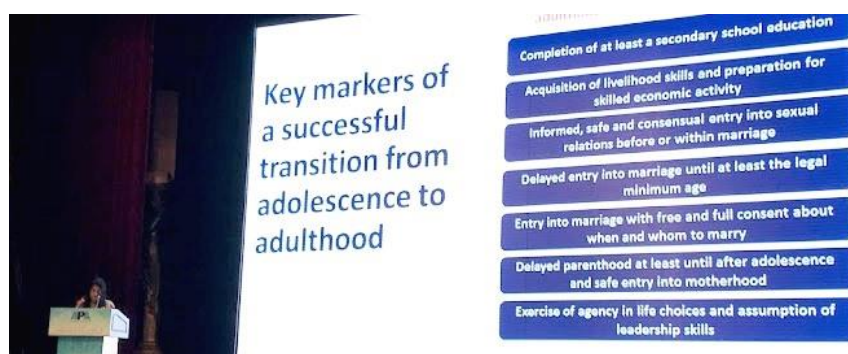 Key markers of
a successful
transition from
adolescence to
adulthood
adulthood
Completion of at least a secondary school education
Acquisition of livelihood skills and preparation for
skilled economic activity
Informed, safe and consensual entry into sexual
relations before or within marriage
Delayed entry into marriage until at least the legal
minimum age
Entry into marriage with free and full consent about
when and whom to marry
Delayed parenthood at least until after adolescence
and safe entry into motherhood
Exercise of agency in life choices and assumption of
leadership skills